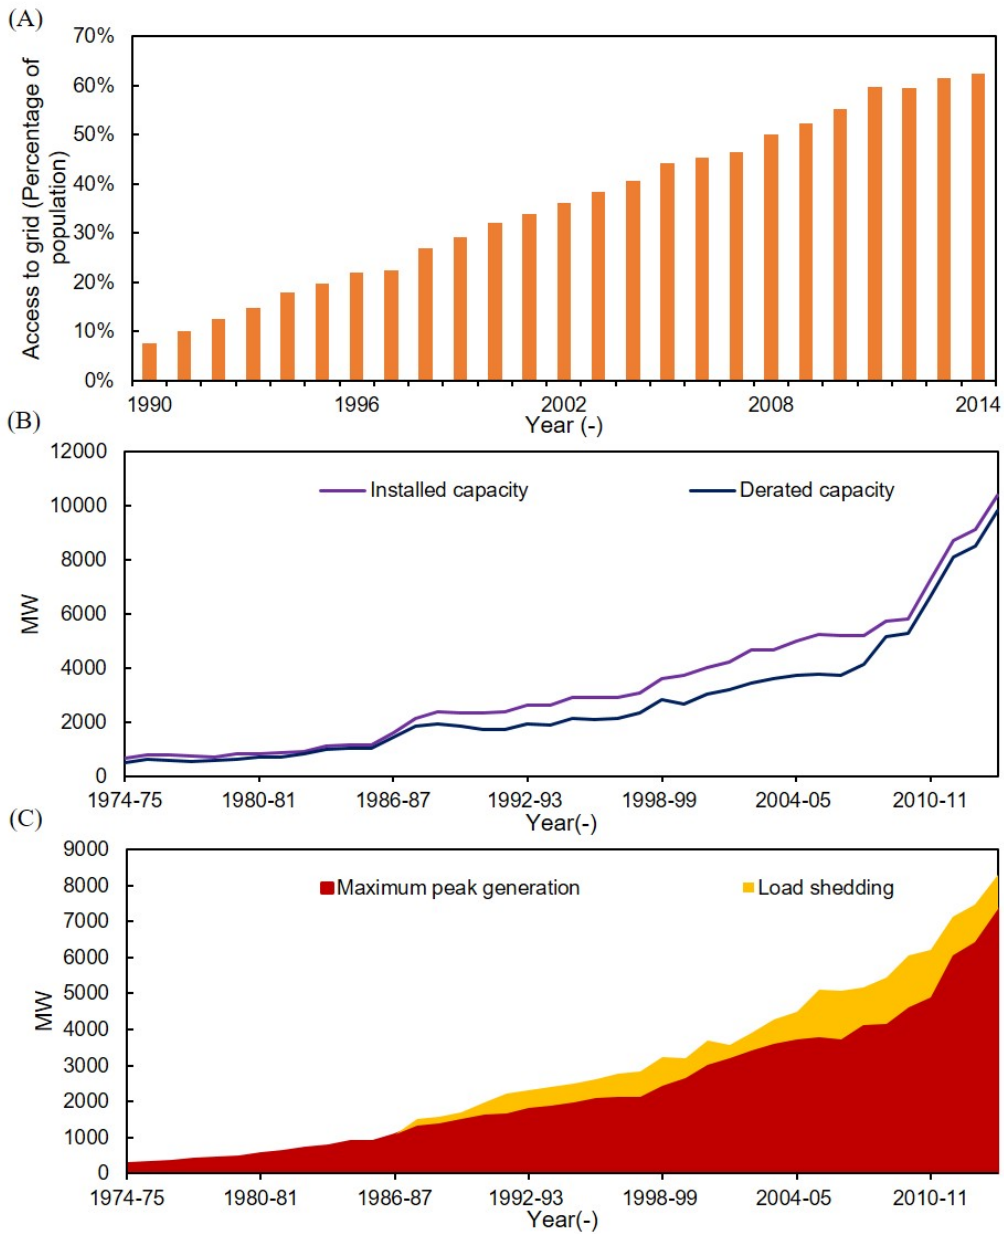 (A)
70%
60%
50%
40%
30%
20%
10%
0%
Access to grid (Percentage of
population)
1990 1996 2002 2008 2014
Year (-)
(B)
12000
10000
8000
6000
4000
2000
0
MW
Installed capacity Derated capacity
1974-75 1980-81 1986-87 1992-93 1998-99 2004-05 2010-11
Year(-)
(C)
9000
8000
7000
6000
5000
4000
3000
2000
1000
0
MW
Maximum peak generation Load shedding
1974-75 1980-81 1986-87 1992-93 1998-99 2004-05 2010-11
Year(-)